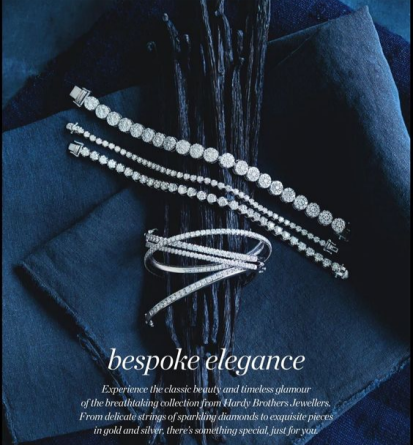 bespoke elegance
Experience the classic beauty and timeless glamour
of the breathtaking collection from Hardy Brothers Jewellers.
From delicate strings of sparkling diamonds to exquisite pieces
in gold and silver, there's something special, just for you.